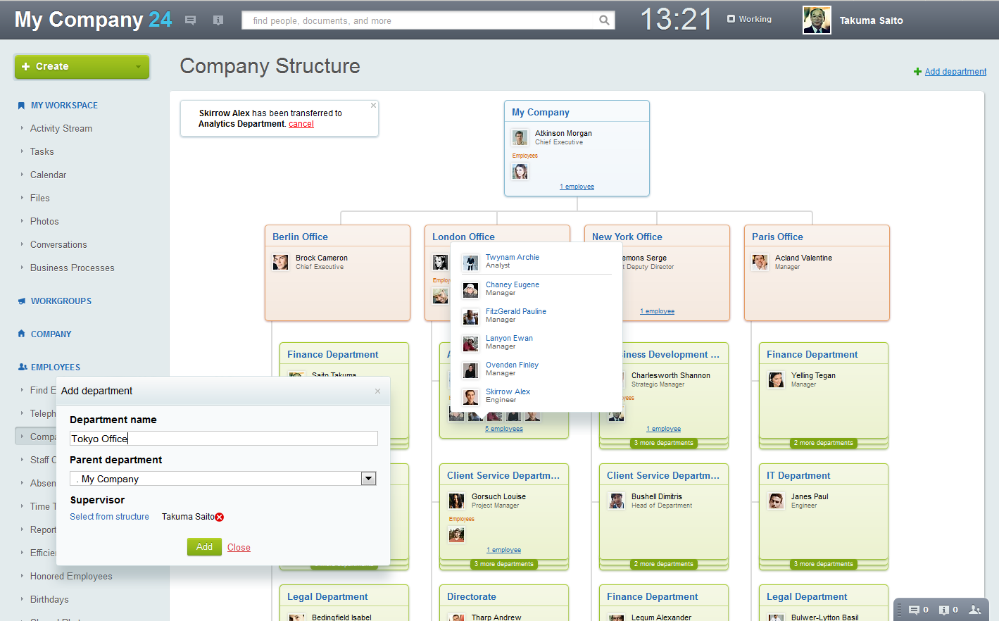 My Company 24
find people, documents, and more
13:21
Working
Takuma Saito
Create
Company Structure
Add department
MY WORKSPACE
Activity Stream
Tasks
Calendar
Files
Photos
Conversations
Business Processes
WORKGROUPS
COMPANY
EMPLOYEES
Find E
Teleph
Compa
Staff C
Absen
Time T
Report
Efficie
Honored Employees
Birthdays
Skirrow Alex has been transferred to
Analytics Department. cancel
My Company
Atkinson Morgan
Chief Executive
Employees
1 employee
Berlin Office
Brock Cameron
Chief Executive
London Office
Employ
New York Office
emons Serge
t Deputy Director
1 employee
Paris Office
Acland Valentine
Manager
Twynam Archie
Analyst
Chaney Eugene
Manager
FitzGerald Pauline
Manager
Lanyon Ewan
Manager
Ovenden Finley
Manager
Skirrow Alex
Engineer
5 employees
Finance Department
Saito Takuma
siness Development ...
Charlesworth Shannon
Strategic Manager
yees
1 employee
3 more departments
Finance Department
Yelling Tegan
Manager
2 more departments
Add department
Department name
Tokyo Office
Parent department
. My Company
Supervisor
Select from structure
Takuma Saito
Add
Close
Client Service Departm...
Gorsuch Louise
Project Manager
Employees
1 employee
3 more departments
Client Service Departm...
Bushell Dimitris
Head of Department
2 more departments
IT Department
Janes Paul
Engineer
3 more departments
Legal Department
Bedingfield Isabel
Directorate
Tharp Andrew
Finance Department
Legum Alexander
Legal Department
Bulwer-Lytton Basil
0
0